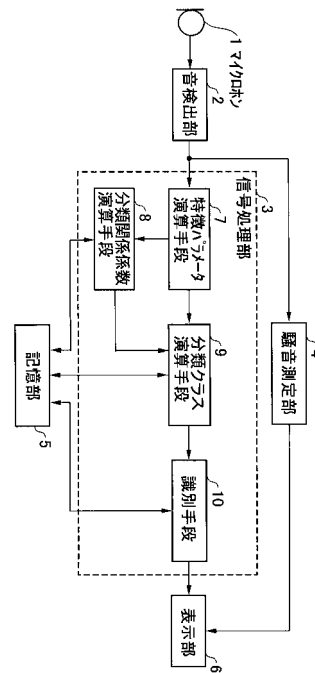 1 マイクロホン
音検出部
2
信号処理部
3
特徴パラメータ
演算手段
7
分類関係係数
演算手段
8
分類クラス
演算手段
9
識別手段
10
騒音測定部
4
記憶部
5
表示部
6